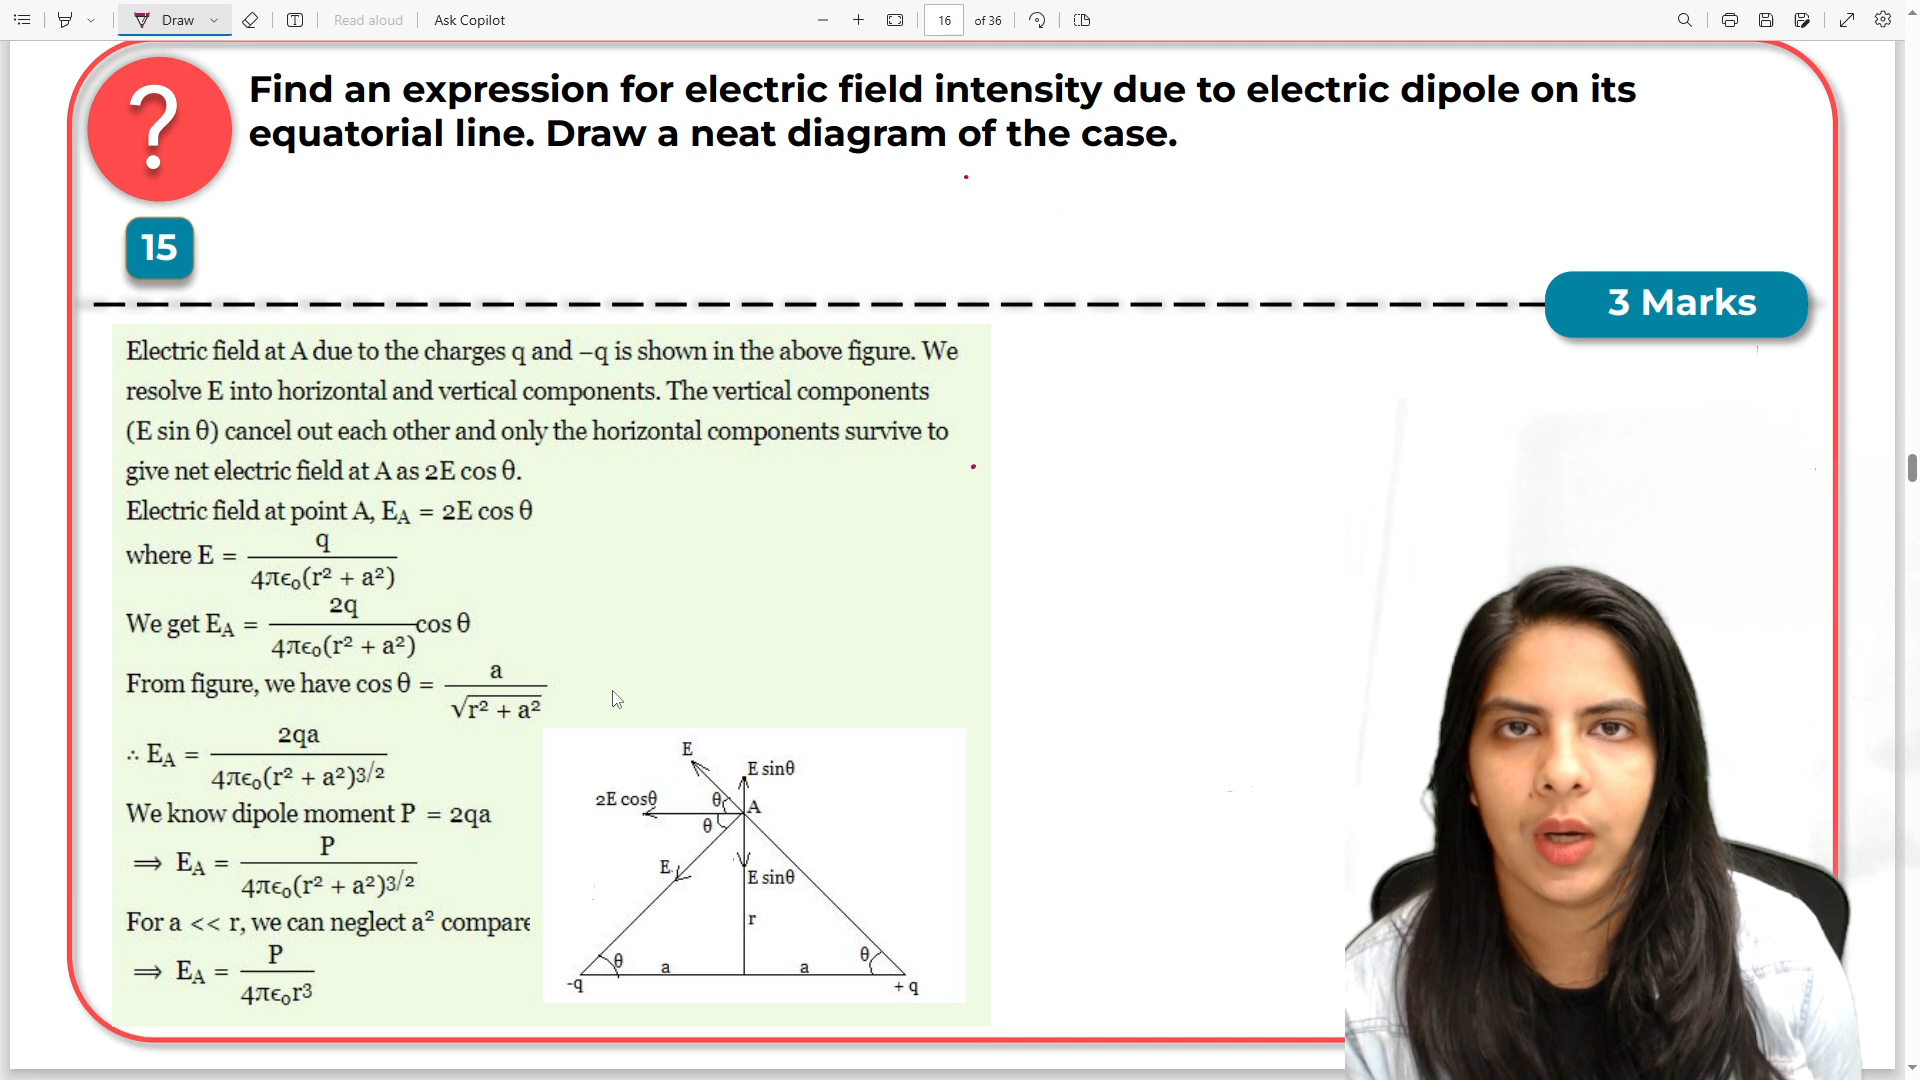 Draw
Read aloud
Ask Copilot
16
of 36
?
Find an expression for electric field intensity due to electric dipole on its
equatorial line. Draw a neat diagram of the case.
15
3 Marks
Electric field at A due to the charges q and –q is shown in the above figure. We
resolve E into horizontal and vertical components. The vertical components
(E sin θ) cancel out each other and only the horizontal components survive to
give net electric field at A as 2E cos θ.
Electric field at point A, E_A = 2E cos θ
where E = q / 4πϵ₀(r² + a²)
We get E_A = 2q / 4πϵ₀(r² + a²) cos θ
From figure, we have cos θ = a / √r² + a²
∴ E_A = 2qa / 4πϵ₀(r² + a²)3/2
We know dipole moment P = 2qa
⟹ E_A = P / 4πϵ₀(r² + a²)3/2
For a << r, we can neglect a² compare
⟹ E_A = P / 4πϵ₀r3
E
E sinθ
2E cosθ
θ
A
θ
E
E sinθ
r
θ
a
a
θ
-q
+ q